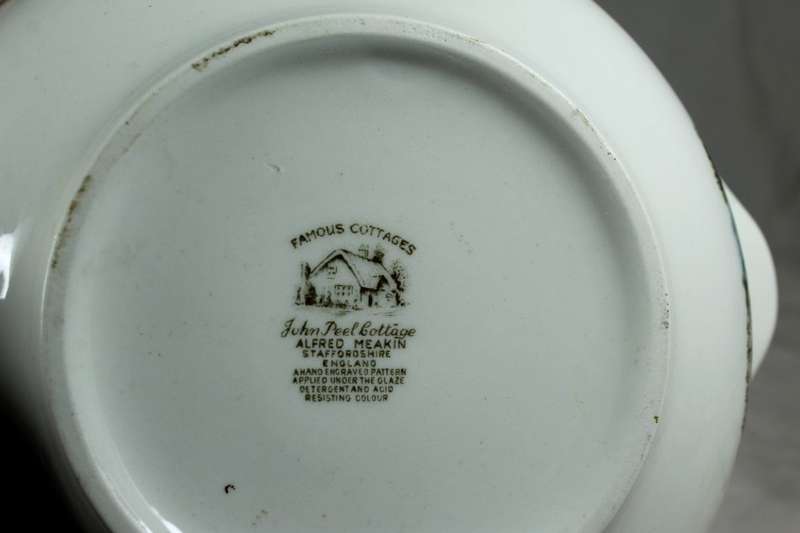 FAMOUS COTTAGES
John Peel Cottage
ALFRED MEAKIN
STAFFORDSHIRE
ENGLAND
A HAND ENGRAVED PATTERN
APPLIED UNDER THE GLAZE
DETERGENT AND ACID
RESISTING COLOUR